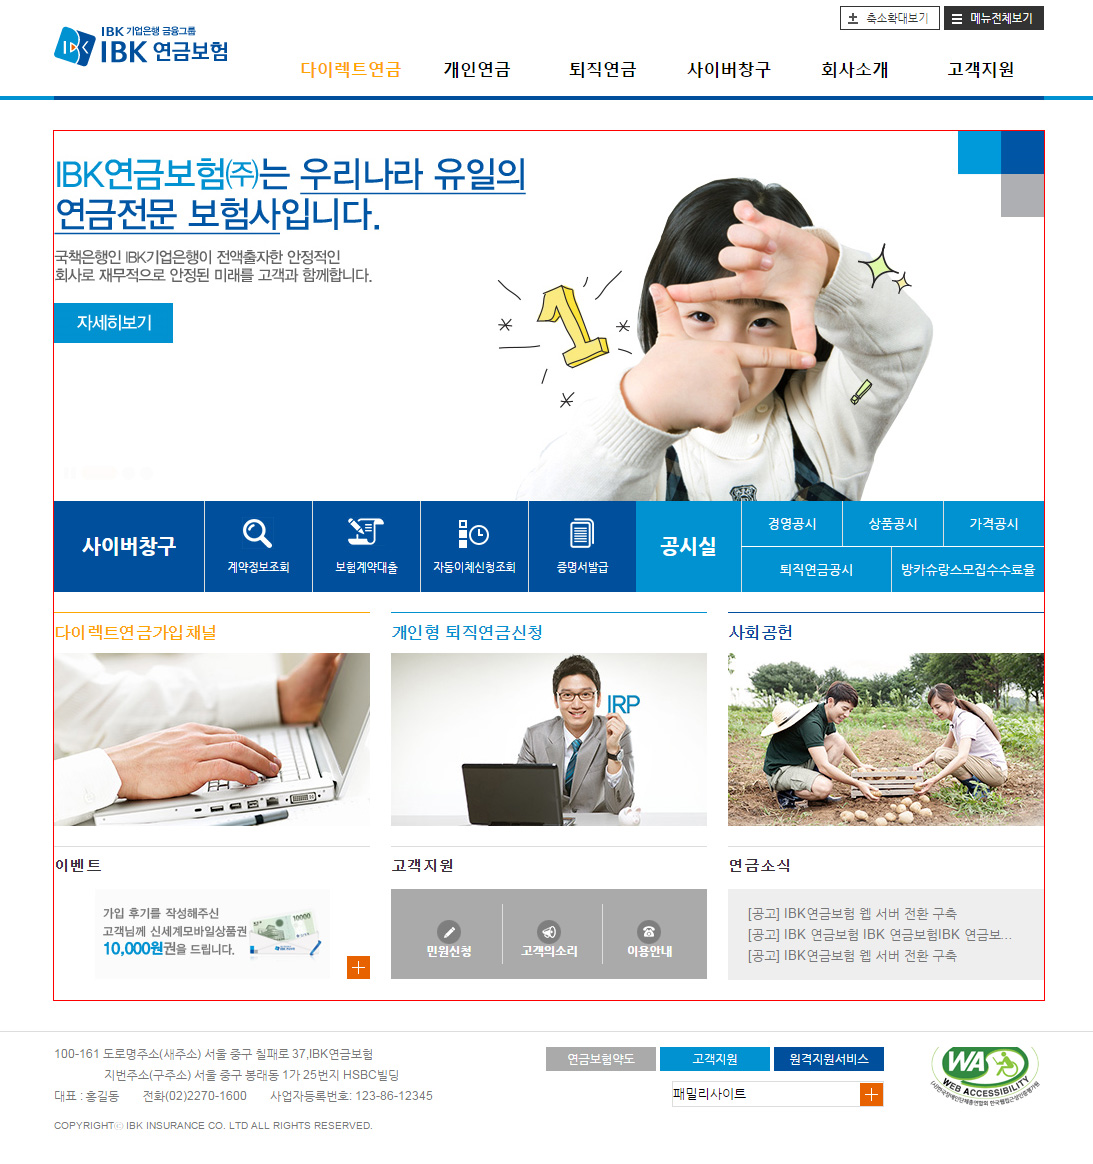 축소확대보기
메뉴전체보기
IBK 기업은행 금융그룹
IBK 연금보험
다이렉트연금
개인연금
퇴직연금
사이버창구
회사소개
고객지원
IBK연금보험㈜는 우리나라 유일의
연금전문 보험사입니다.
국책은행인 IBK기업은행이 전액출자한 안정적인
회사로 재무적으로 안정된 미래를 고객과 함께합니다.
자세히보기
1
사이버창구
계약정보조회
보험계약대출
자동이체신청조회
증명서발급
공시실
경영공시
상품공시
가격공시
퇴직연금공시
방카슈랑스모집수수료율
다이렉트연금가입채널
개인형 퇴직연금신청
사회공헌
IRP
이벤트
고객지원
연금소식
가입 후기를 작성해주신
고객님께 신세계모바일상품권
10,000원권을 드립니다.
10000
민원신청
고객의소리
이용안내
[공고] IBK연금보험 웹 서버 전환 구축
[공고] IBK 연금보험 IBK 연금보험IBK 연금보...
[공고] IBK연금보험 웹 서버 전환 구축
100-161 도로명주소(새주소) 서울 중구 칠패로 37,IBK연금보험
지번주소(구주소) 서울 중구 봉래동 1가 25번지 HSBC빌딩
대표 : 홍길동 전화(02)2270-1600 사업자등록번호: 123-86-12345
COPYRIGHTⓒ IBK INSURANCE CO. LTD ALL RIGHTS RESERVED.
연금보험약도
고객지원
원격지원서비스
패밀리사이트
WA
WEB ACCESSIBILITY